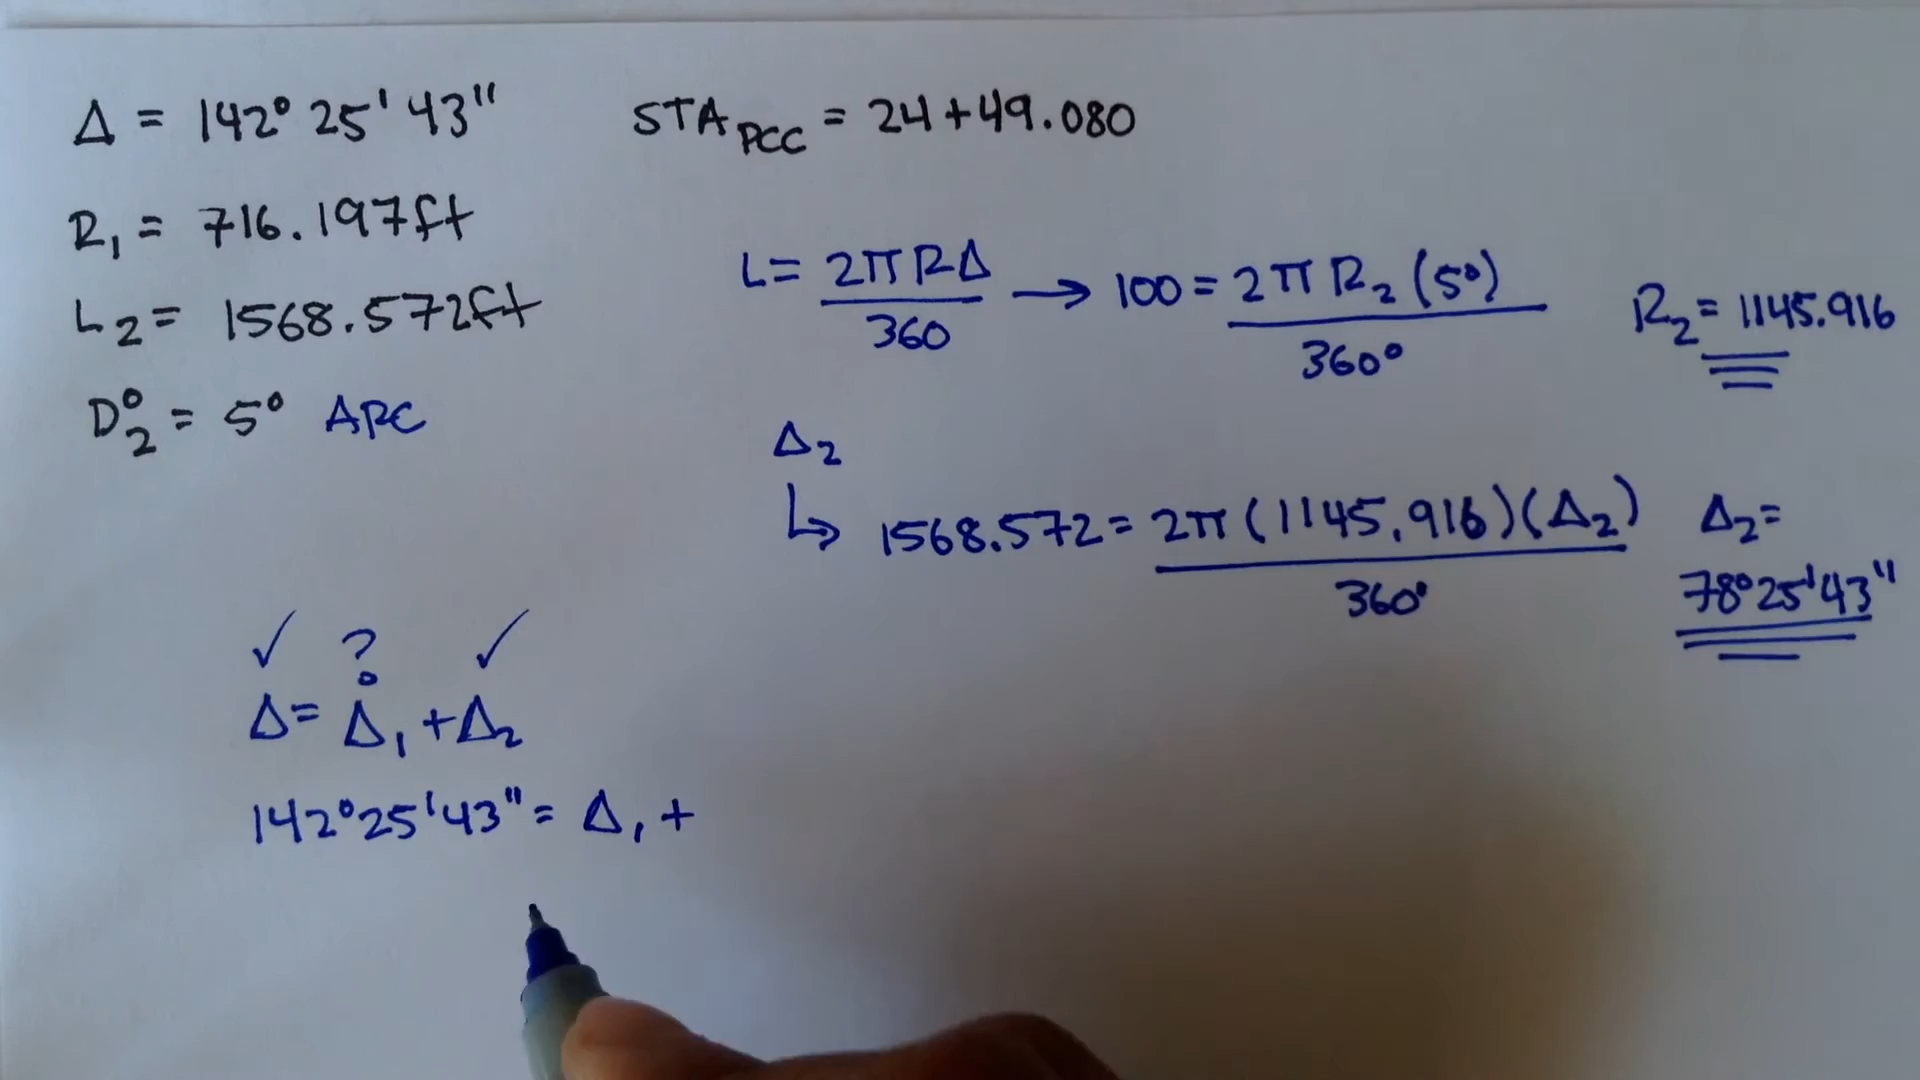 Δ = 142° 25' 43"
STA PCC = 24+49.080
R₁ = 716.197ft
L₂ = 1568.572ft
D°₂ = 5° ARC
L = 2πRΔ / 360 → 100 = 2πR₂(5°) / 360°
R₂ = 1145.916
Δ₂
↳ 1568.572 = 2π(1145.916)(Δ₂) / 360°
Δ₂ =
78°25'43"
✓ ? ✓
Δ = Δ₁ + Δ₂
142°25'43" = Δ₁ +